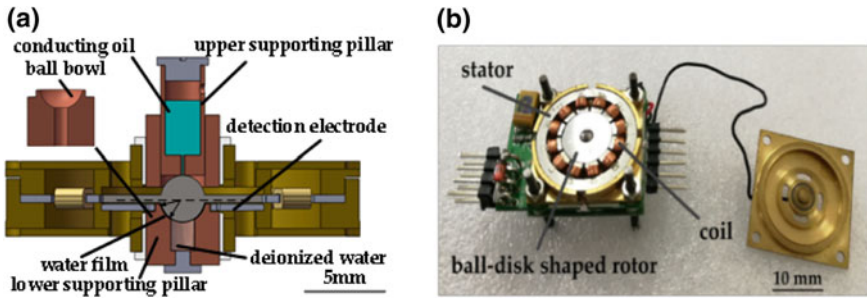 (a)
conducting oil
ball bowl
upper supporting pillar
detection electrode
water film
deionized water
lower supporting pillar
5mm
(b)
stator
coil
ball-disk shaped rotor
10 mm